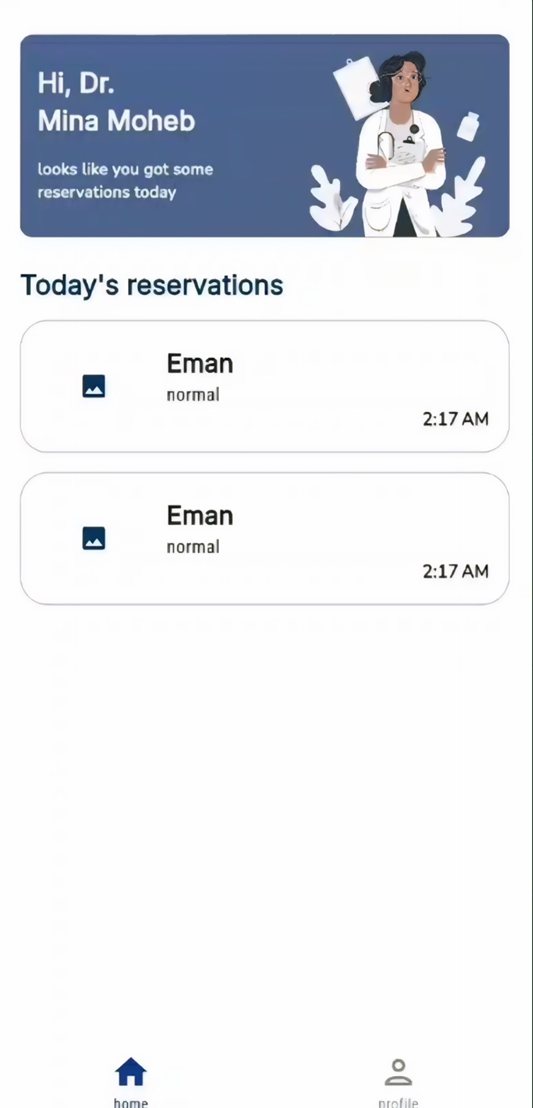 Hi, Dr.
Mina Moheb
looks like you got some
reservations today
Today's reservations
Eman
normal
2:17 AM
Eman
normal
2:17 AM
home
profile